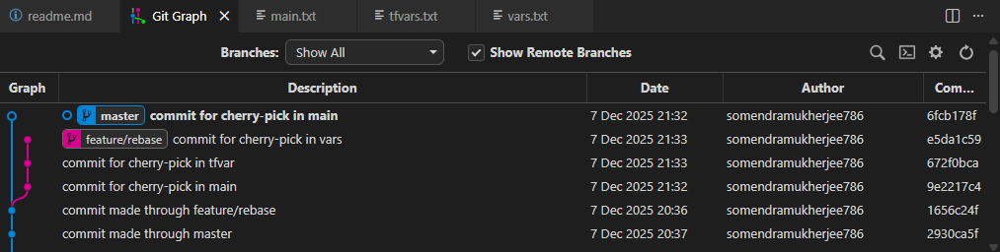 readme.md Git Graph main.txt tfvars.txt vars.txt
Branches: Show All Show Remote Branches
Graph Description Date Author Com...
master commit for cherry-pick in main 7 Dec 2025 21:32 somendramukherjee786 6fcb178f
feature/rebase commit for cherry-pick in vars 7 Dec 2025 21:33 somendramukherjee786 e5da1c59
commit for cherry-pick in tfvar 7 Dec 2025 21:33 somendramukherjee786 672f0bca
commit for cherry-pick in main 7 Dec 2025 21:32 somendramukherjee786 9e2217c4
commit made through feature/rebase 7 Dec 2025 20:36 somendramukherjee786 1656c24f
commit made through master 7 Dec 2025 20:37 somendramukherjee786 2930ca5f